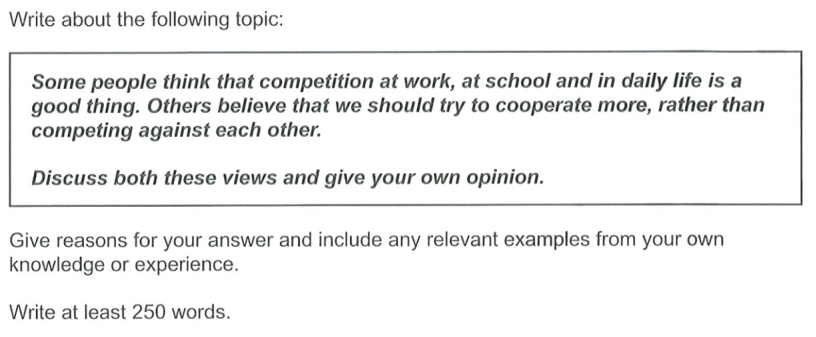 Write about the following topic:
Some people think that competition at work, at school and in daily life is a
good thing. Others believe that we should try to cooperate more, rather than
competing against each other.
Discuss both these views and give your own opinion.
Give reasons for your answer and include any relevant examples from your own
knowledge or experience.
Write at least 250 words.